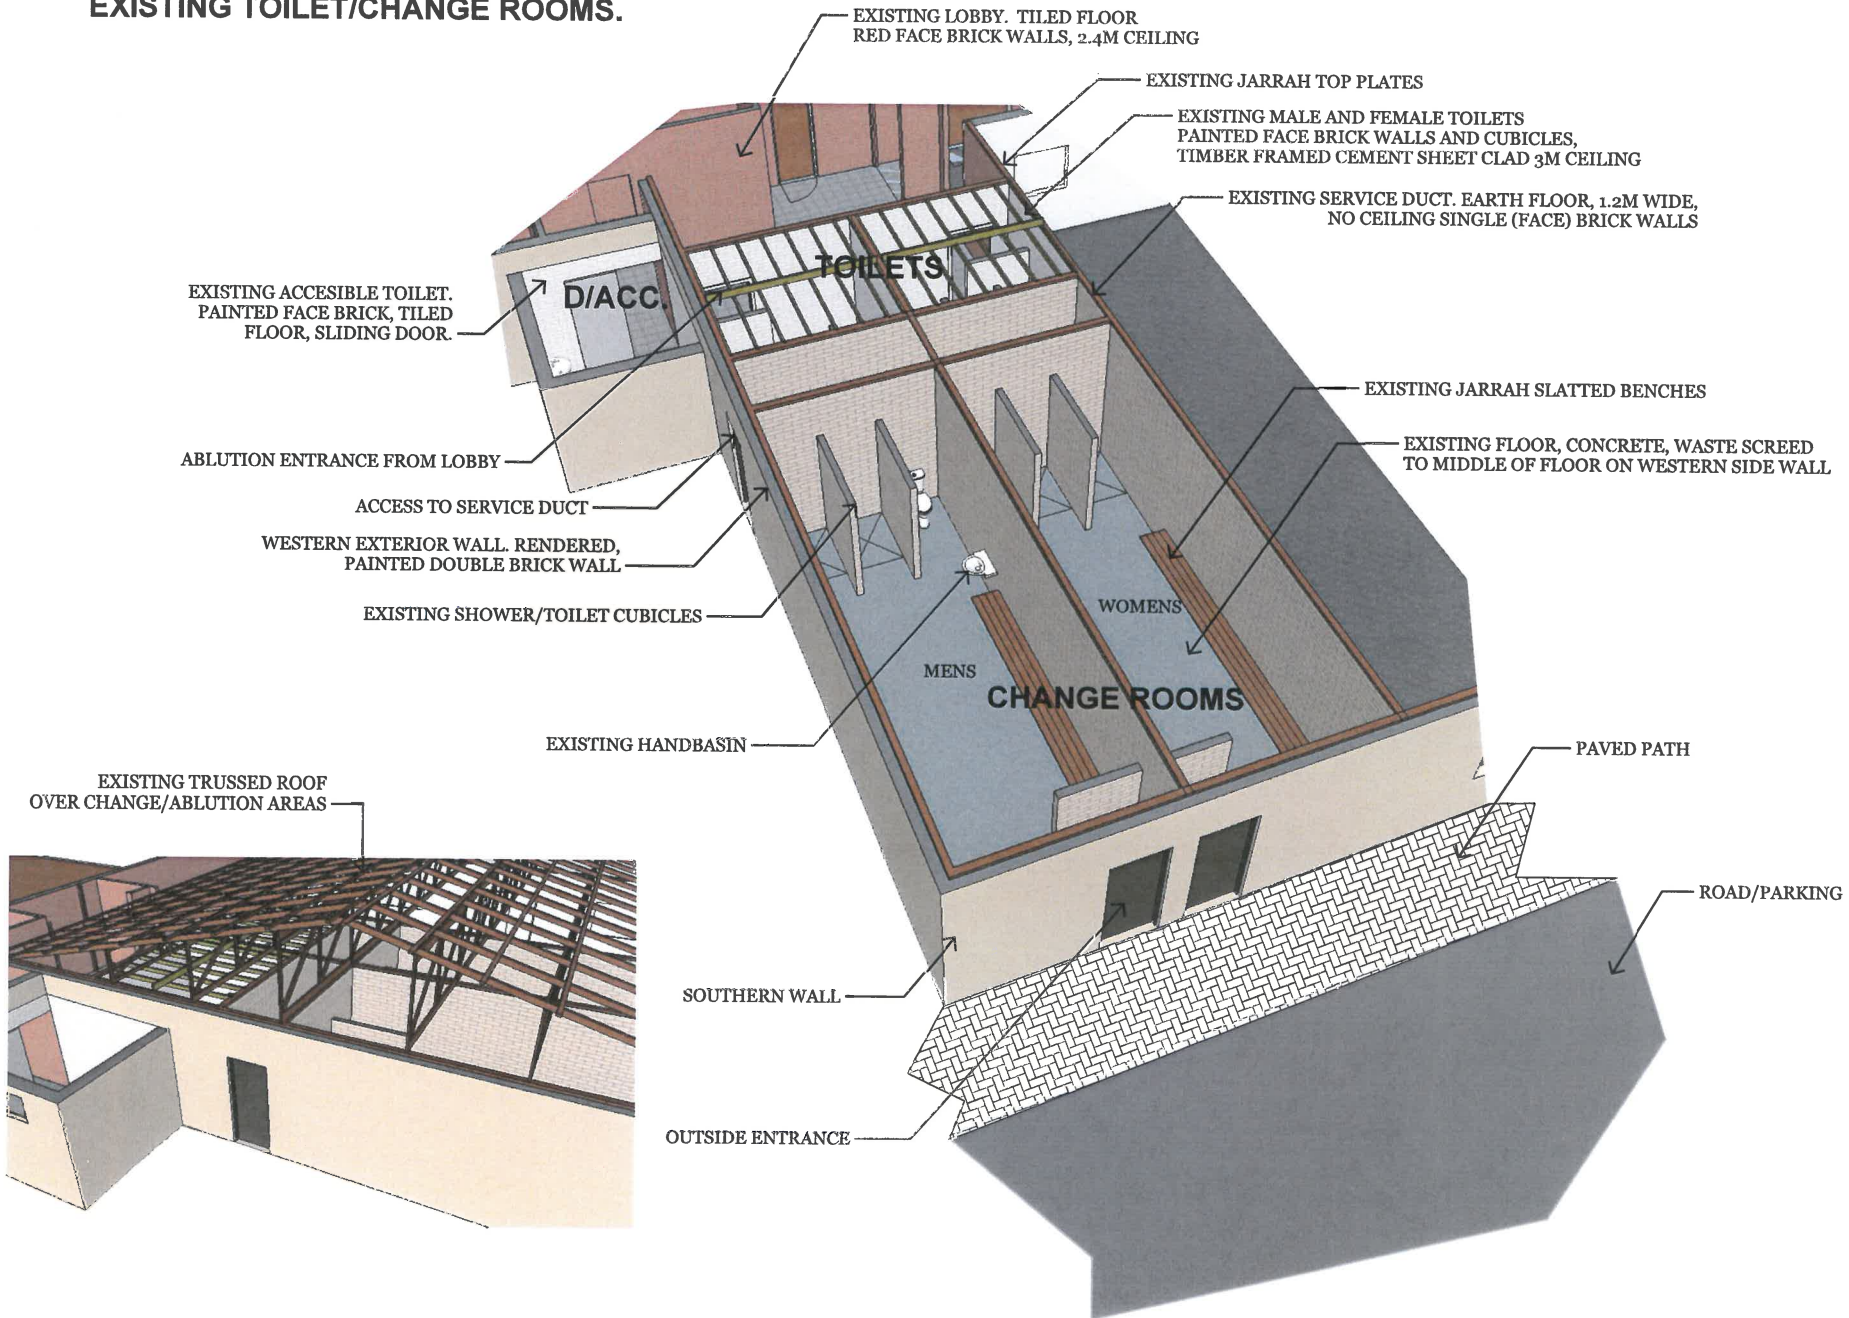 EXISTING TOILET/CHANGE ROOMS.
EXISTING LOBBY. TILED FLOOR
RED FACE BRICK WALLS, 2.4M CEILING
EXISTING JARRAH TOP PLATES
EXISTING MALE AND FEMALE TOILETS
PAINTED FACE BRICK WALLS AND CUBICLES,
TIMBER FRAMED CEMENT SHEET CLAD 3M CEILING
EXISTING SERVICE DUCT. EARTH FLOOR, 1.2M WIDE,
NO CEILING SINGLE (FACE) BRICK WALLS
TOILETS
D/ACC.
EXISTING ACCESIBLE TOILET.
PAINTED FACE BRICK, TILED
FLOOR, SLIDING DOOR.
EXISTING JARRAH SLATTED BENCHES
EXISTING FLOOR, CONCRETE, WASTE SCREED
TO MIDDLE OF FLOOR ON WESTERN SIDE WALL
ABLUTION ENTRANCE FROM LOBBY
ACCESS TO SERVICE DUCT
WESTERN EXTERIOR WALL. RENDERED,
PAINTED DOUBLE BRICK WALL
EXISTING SHOWER/TOILET CUBICLES
WOMENS
MENS
CHANGE ROOMS
EXISTING HANDBASIN
PAVED PATH
EXISTING TRUSSED ROOF
OVER CHANGE/ABLUTION AREAS
ROAD/PARKING
SOUTHERN WALL
OUTSIDE ENTRANCE